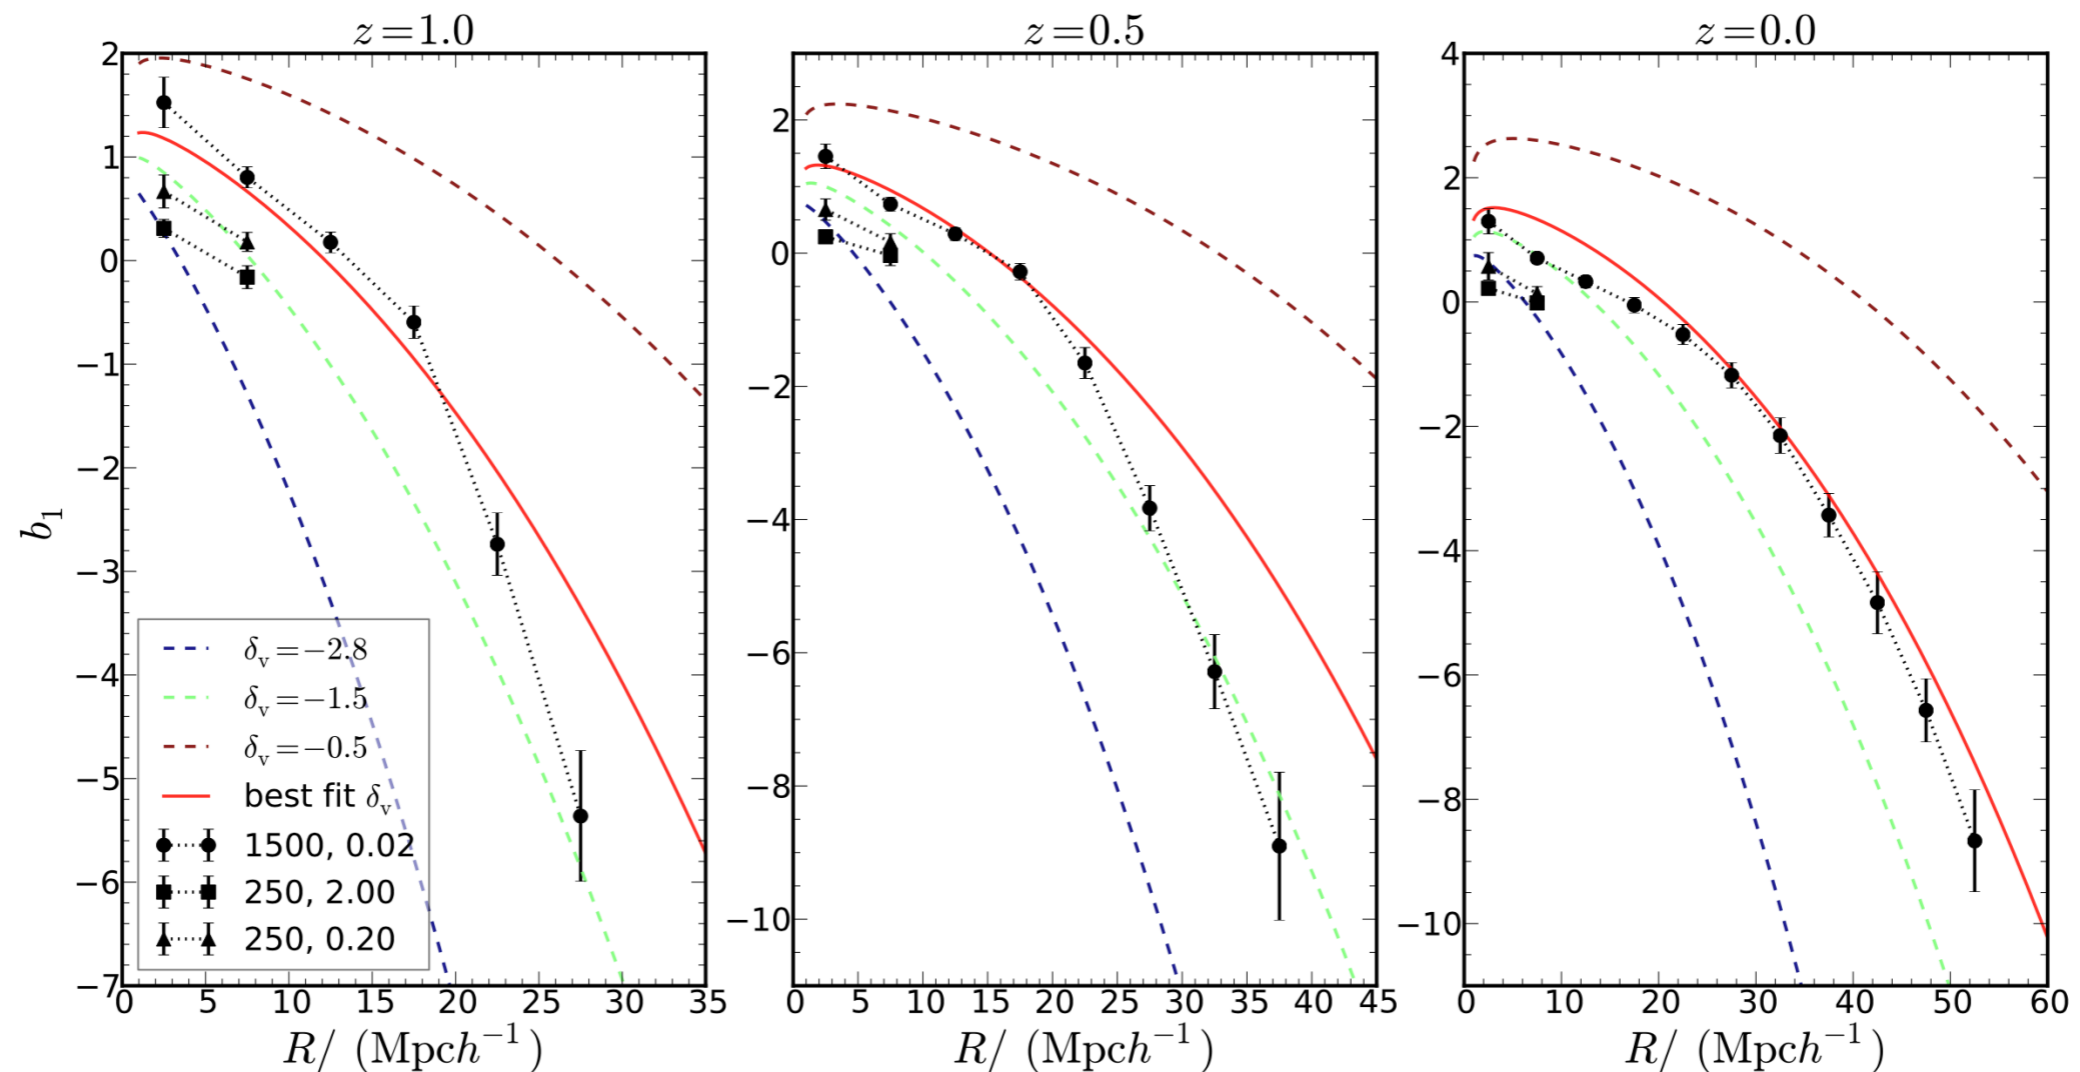 z=1.0
z=0.5
z=0.0
b₁
2
1
0
−1
−2
−3
−4
−5
−6
−7
0 5 10 15 20 25 30 35
R/ (Mpch⁻¹)
δᵥ=−2.8
δᵥ=−1.5
δᵥ=−0.5
best fit δᵥ
1500, 0.02
250, 2.00
250, 0.20
2
0
−2
−4
−6
−8
−10
0 5 10 15 20 25 30 35 40 45
R/ (Mpch⁻¹)
4
2
0
−2
−4
−6
−8
−10
0 10 20 30 40 50 60
R/ (Mpch⁻¹)